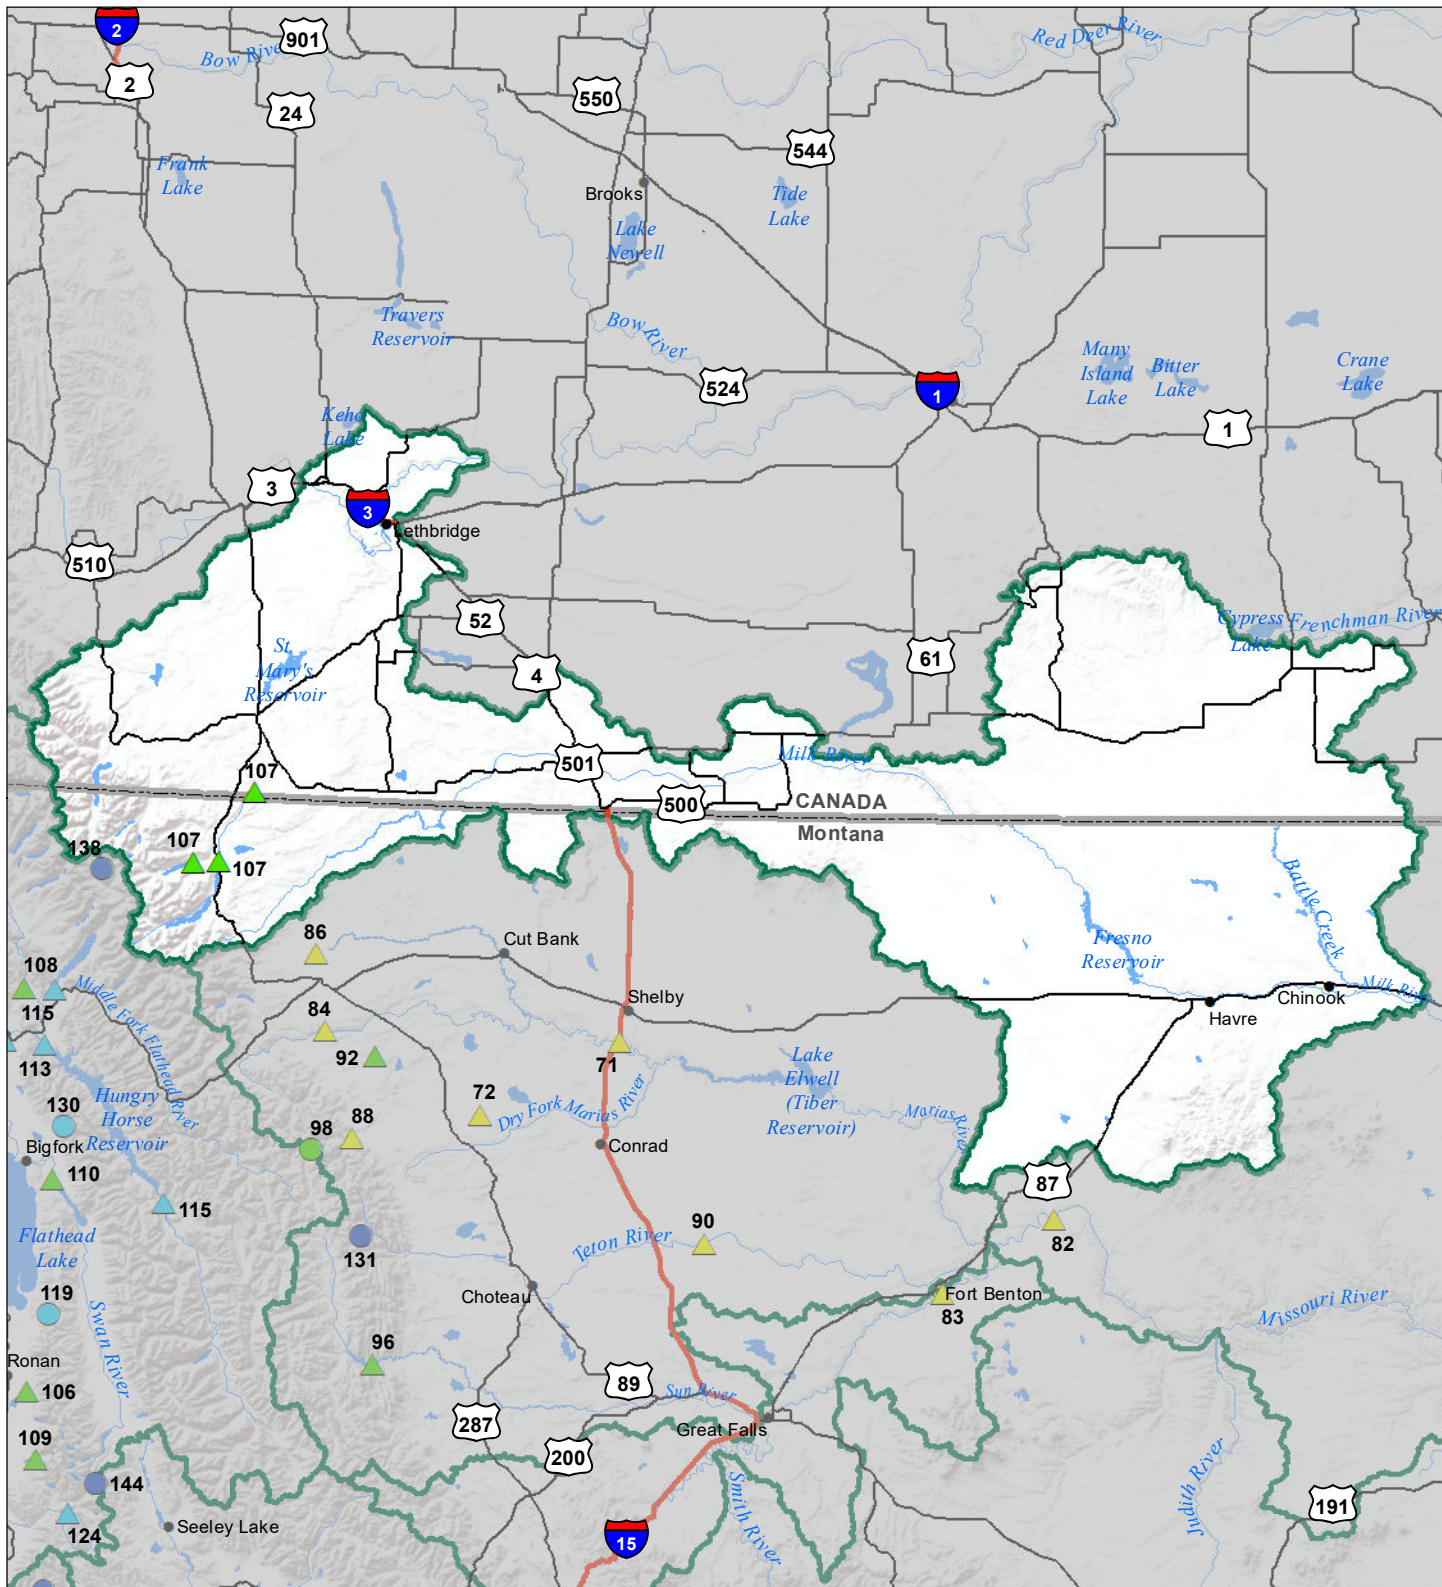 2
901
Bow River
Red Deer River
2
24
550
544
Frank
Lake
Brooks
Tide
Lake
Lake
Newell
Travers
Reservoir
Bow River
Many
Island
Lake
Bitter
Lake
Crane
Lake
524
1
1
Keho
Lake
3
3
Lethbridge
510
52
St.
Mary's
Reservoir
4
61
Cypress
Lake
Frenchman River
501
Milk River
107
500
CANADA
Montana
138
107
107
Battle Creek
86
Cut Bank
Fresno
Reservoir
108
115
Middle Fork Flathead River
Shelby
Chinook
Milk River
Havre
84
92
71
113
Lake
Elwell
(Tiber
Reservoir)
Hungry
Horse
Reservoir
130
72
Dry Fork Marias River
Marias River
98
88
Bigfork
Conrad
110
115
87
Flathead
Lake
131
Teton River
90
82
119
Choteau
Fort Benton
83
Missouri River
Swan River
Ronan
96
106
89
Sun River
287
Great Falls
109
200
144
Smith River
Judith River
191
124
Seeley Lake
15